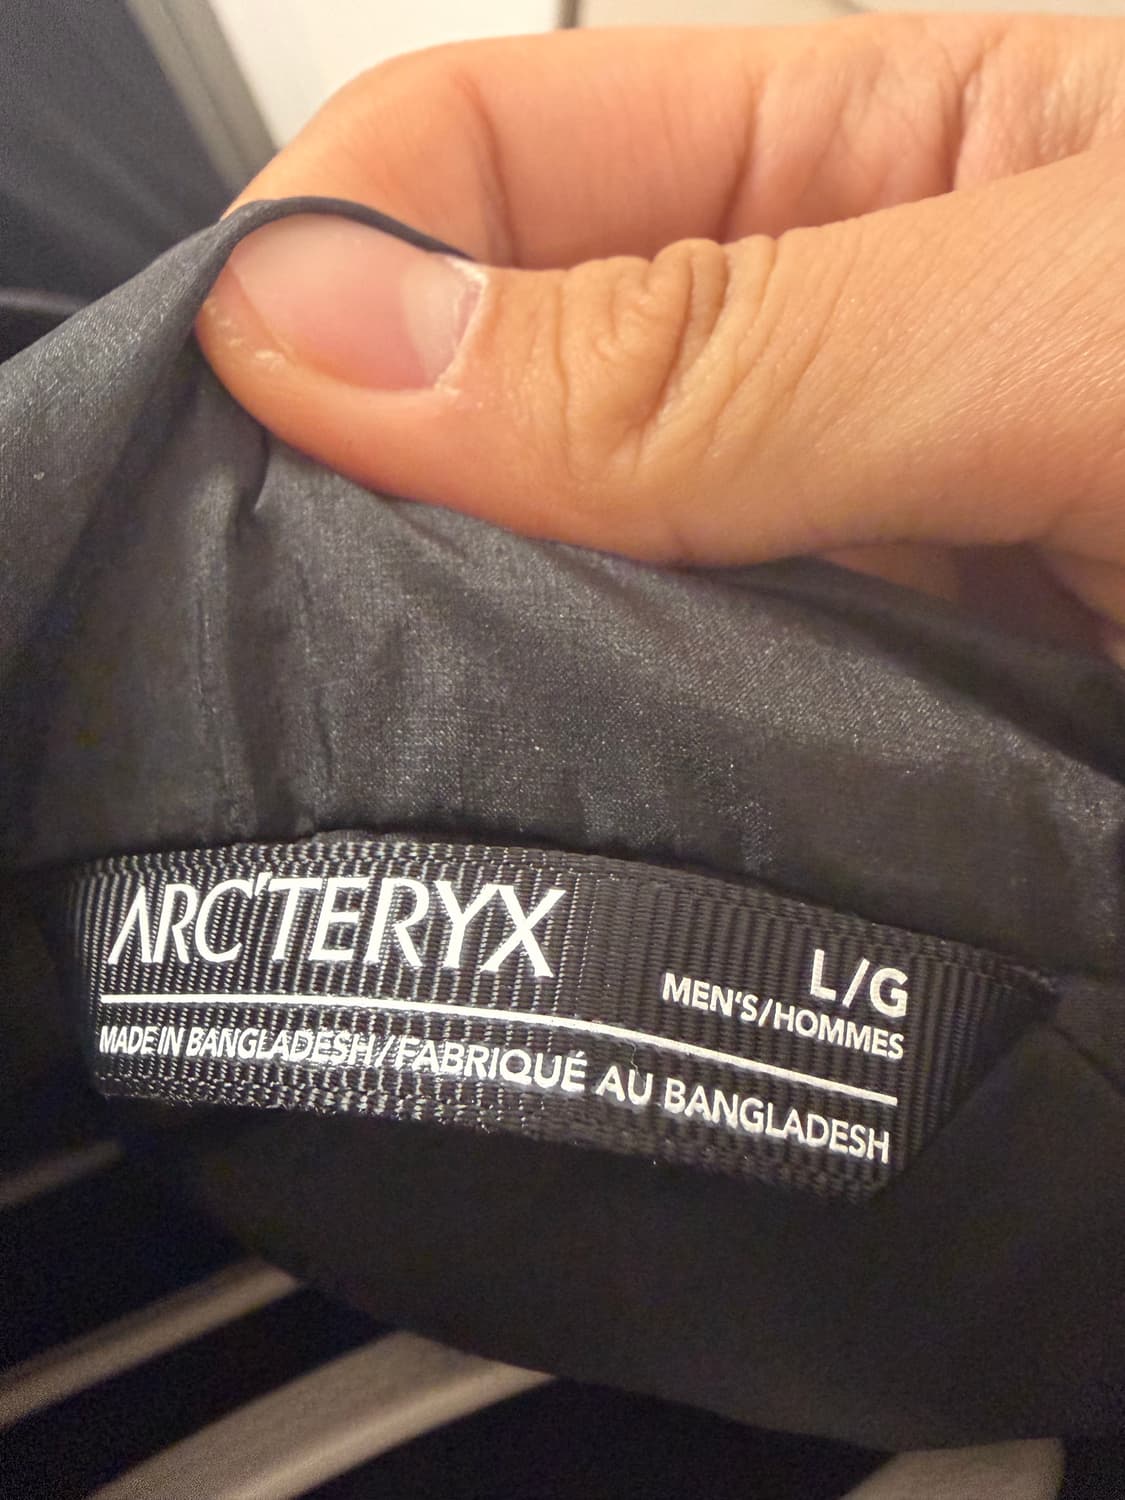 ARC'TERYX
L/G
MEN'S/HOMMES
MADE IN BANGLADESH/FABRIQUÉ AU BANGLADESH